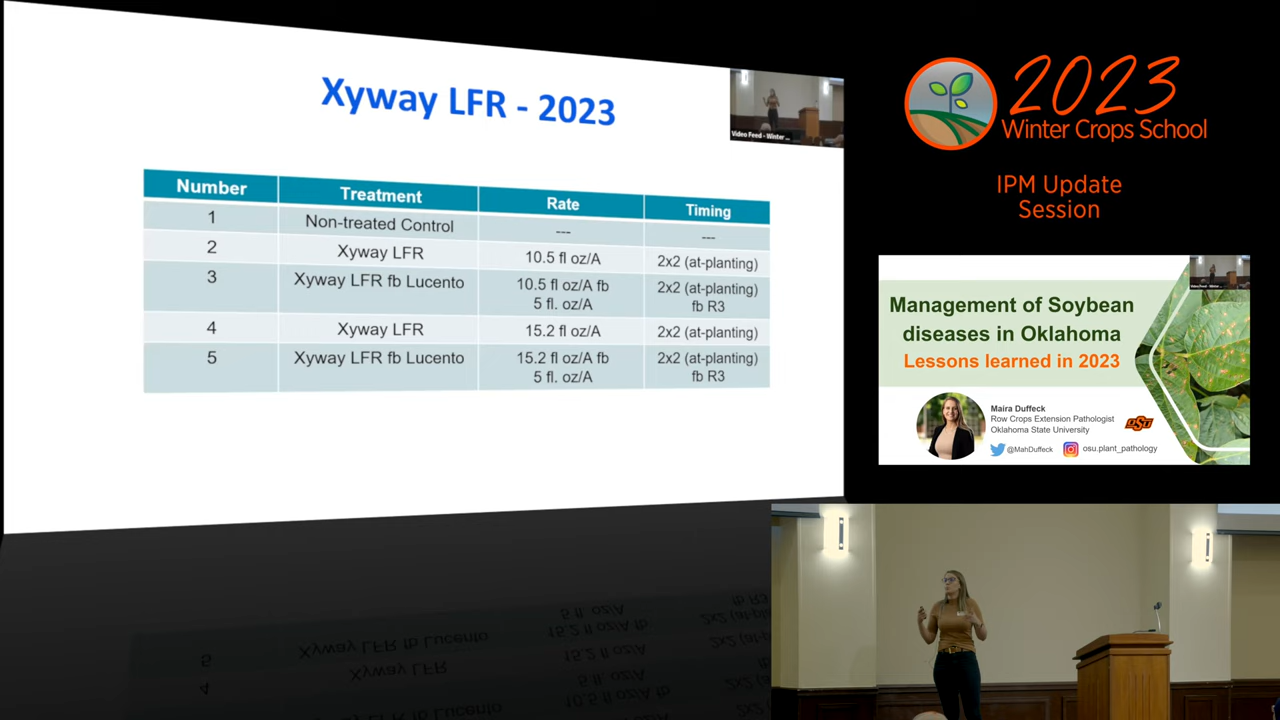 Xyway LFR - 2023
Video Feed - Winter ...
Number Treatment Rate Timing
1 Non-treated Control --- ---
2 Xyway LFR 10.5 fl oz/A 2x2 (at-planting)
3 Xyway LFR fb Lucento 10.5 fl oz/A fb 2x2 (at-planting)
5 fl. oz/A fb R3
4 Xyway LFR 15.2 fl oz/A 2x2 (at-planting)
5 Xyway LFR fb Lucento 15.2 fl oz/A fb 2x2 (at-planting)
5 fl. oz/A fb R3
2023
Winter Crops School
IPM Update
Session
Management of Soybean
diseases in Oklahoma
Lessons learned in 2023
Maira Duffeck
Row Crops Extension Pathologist
Oklahoma State University
OSU
@MahDuffeck osu.plant_pathology